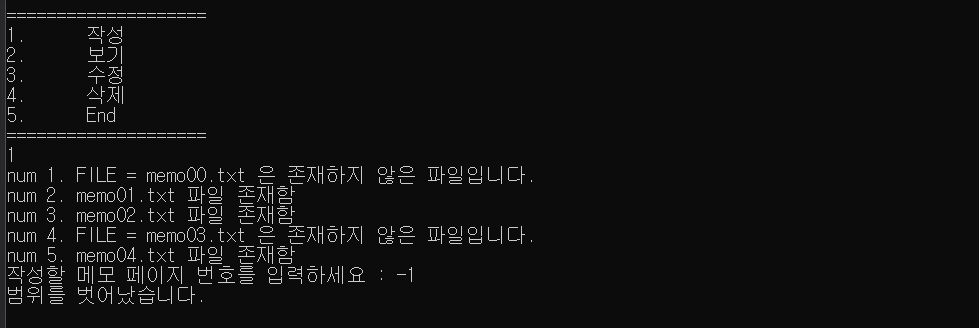 ====================
1.	작성
2.	보기
3.	수정
4.	삭제
5.	End
====================
1
num 1. FILE = memo00.txt 은 존재하지 않은 파일입니다.
num 2. memo01.txt 파일 존재함
num 3. memo02.txt 파일 존재함
num 4. FILE = memo03.txt 은 존재하지 않은 파일입니다.
num 5. memo04.txt 파일 존재함
작성할 메모 페이지 번호를 입력하세요 : -1
범위를 벗어났습니다.